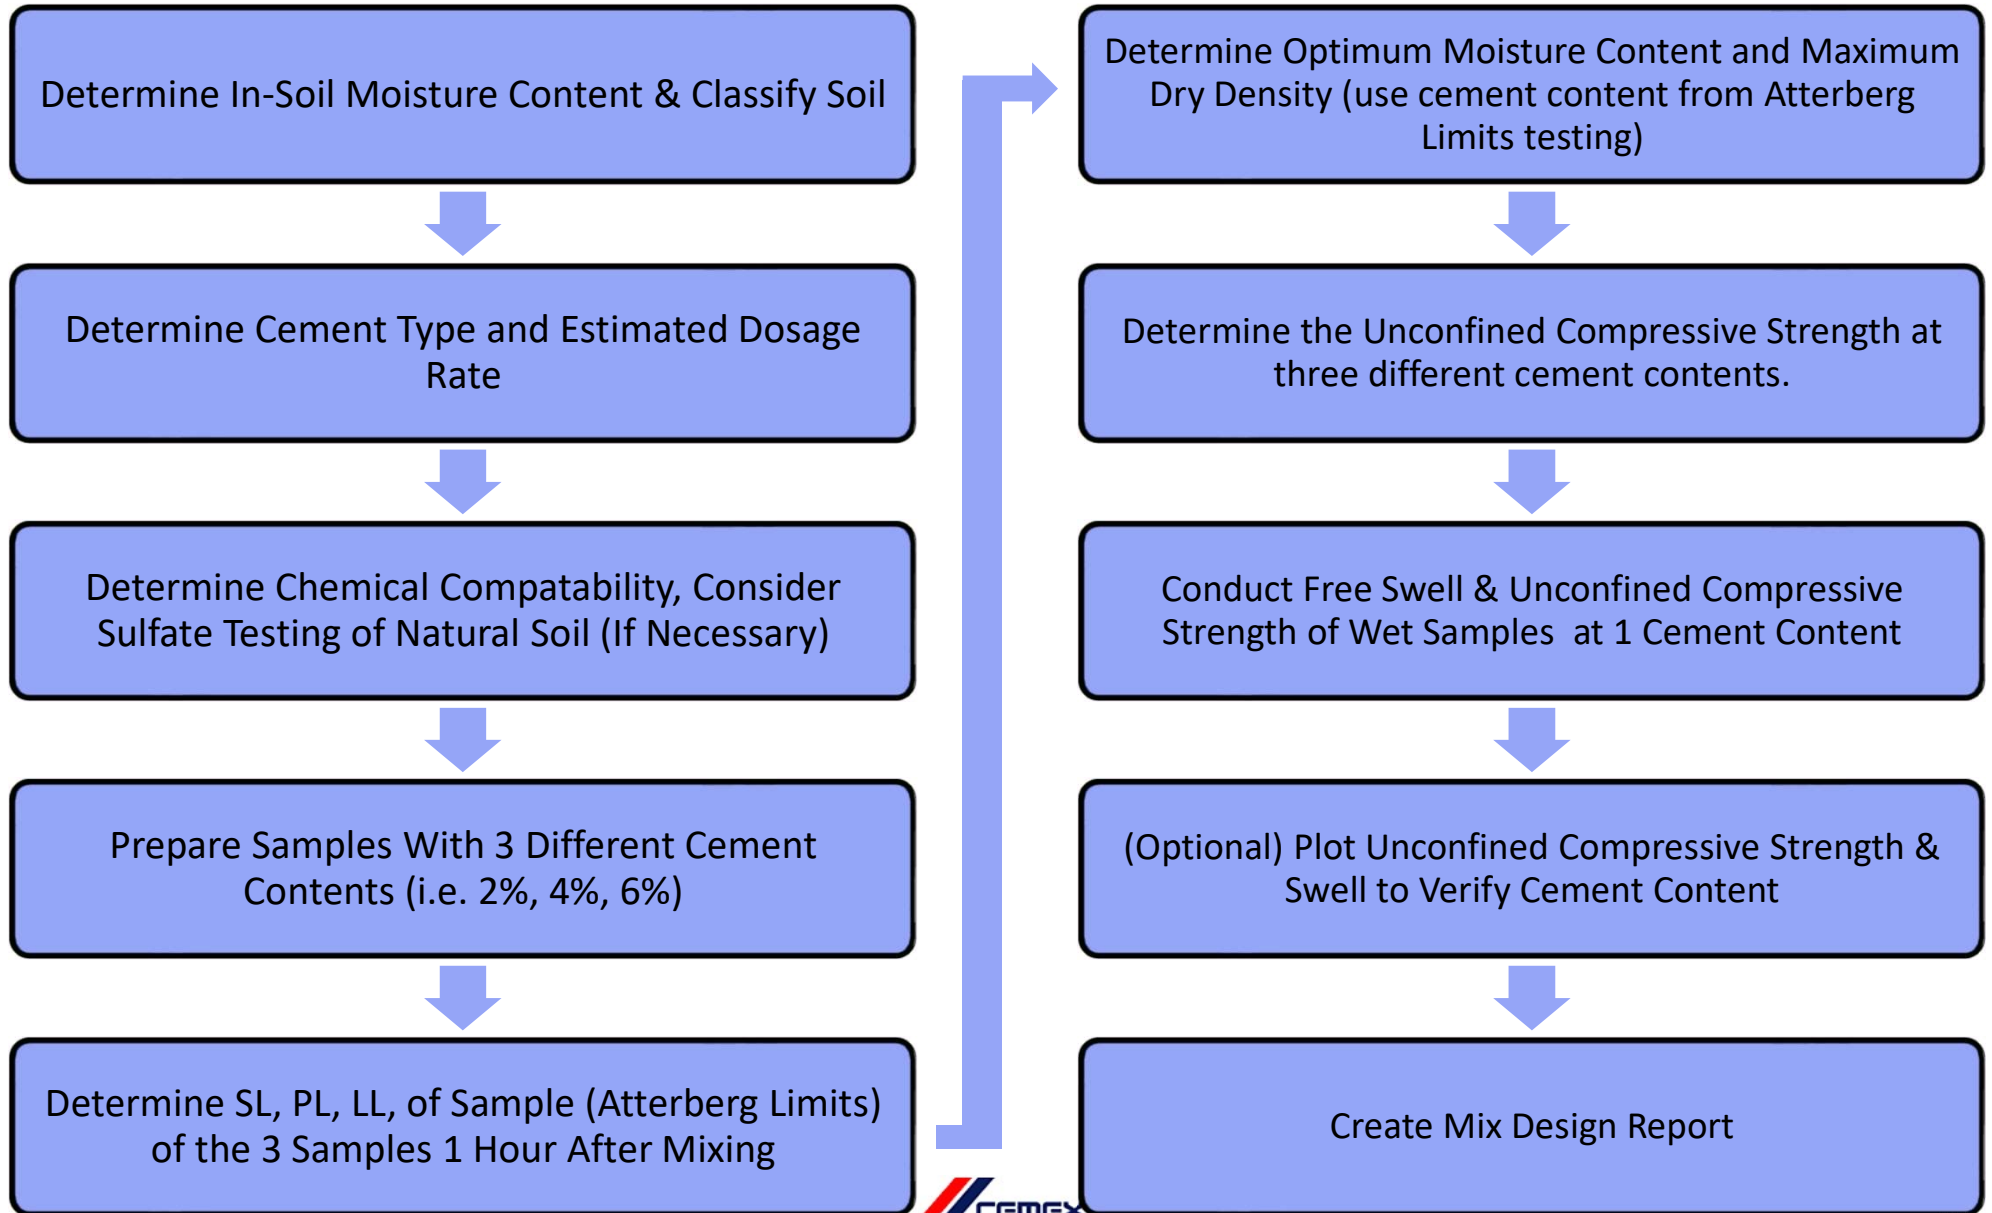 Determine In-Soil Moisture Content & Classify Soil
Determine Cement Type and Estimated Dosage
Rate
Determine Chemical Compatability, Consider
Sulfate Testing of Natural Soil (If Necessary)
Prepare Samples With 3 Different Cement
Contents (i.e. 2%, 4%, 6%)
Determine SL, PL, LL, of Sample (Atterberg Limits)
of the 3 Samples 1 Hour After Mixing
Determine Optimum Moisture Content and Maximum
Dry Density (use cement content from Atterberg
Limits testing)
Determine the Unconfined Compressive Strength at
three different cement contents.
Conduct Free Swell & Unconfined Compressive
Strength of Wet Samples  at 1 Cement Content
(Optional) Plot Unconfined Compressive Strength &
Swell to Verify Cement Content
Create Mix Design Report
CEMEX